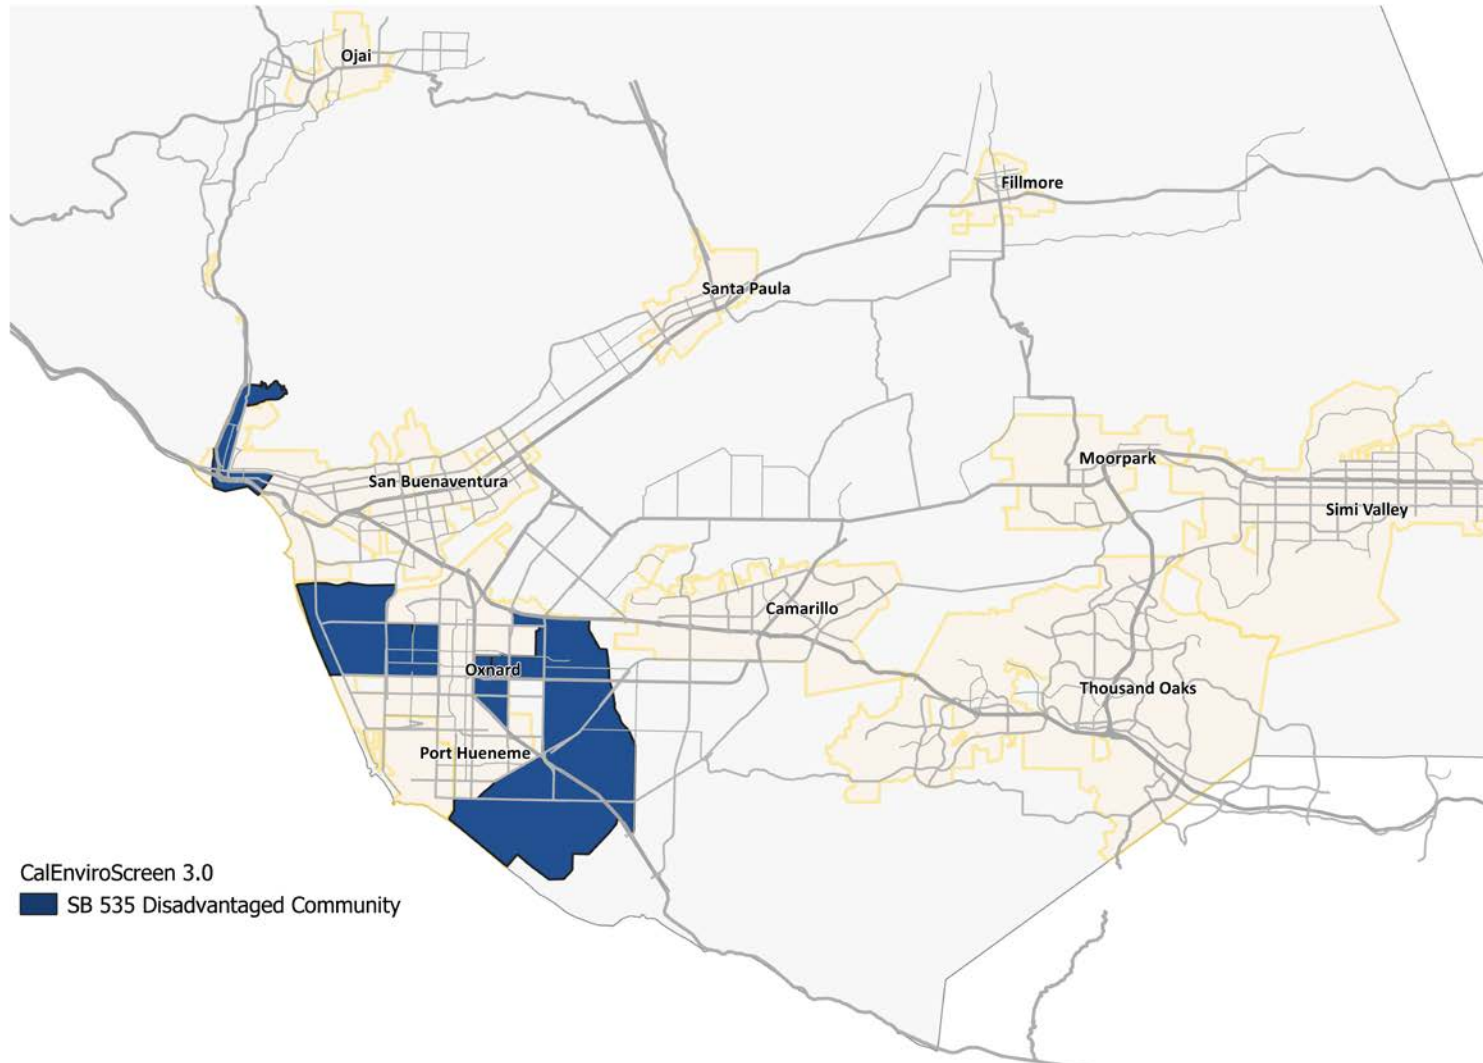 Ojai
Fillmore
Santa Paula
Moorpark
San Buenaventura
Simi Valley
Camarillo
Oxnard
Thousand Oaks
Port Hueneme
CalEnviroScreen 3.0
SB 535 Disadvantaged Community